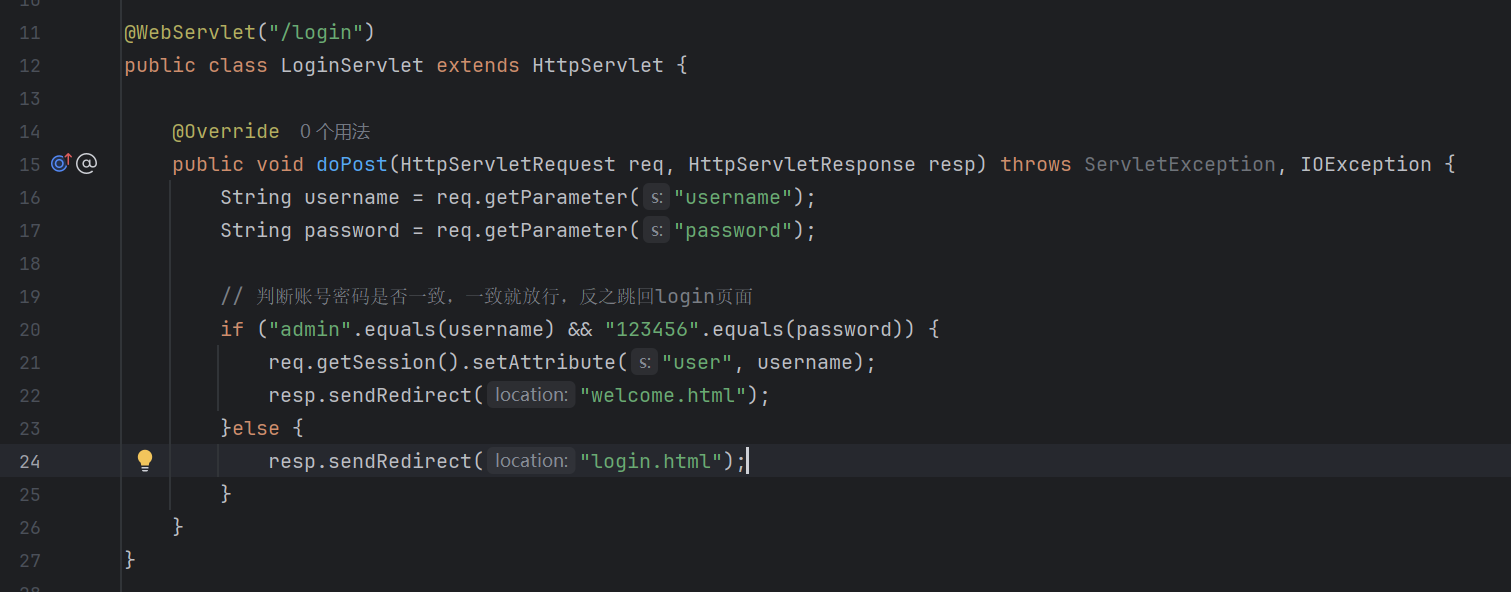 11 @WebServlet("/login")
12 public class LoginServlet extends HttpServlet {
13
14 @Override 0 个用法
15 public void doPost(HttpServletRequest req, HttpServletResponse resp) throws ServletException, IOException {
16 String username = req.getParameter( s: "username");
17 String password = req.getParameter( s: "password");
18
19 // 判断账号密码是否一致，一致就放行，反之跳回login页面
20 if ("admin".equals(username) && "123456".equals(password)) {
21 req.getSession().setAttribute( s: "user", username);
22 resp.sendRedirect( location: "welcome.html");
23 }else {
24 resp.sendRedirect( location: "login.html");
25 }
26 }
27 }